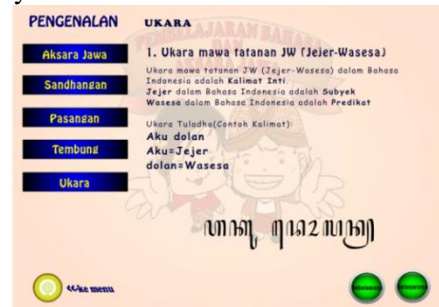 PENGENALAN
Aksara Jawa
Sandhangan
Pasangan
Tembung
Ukara
UKARA
1. Ukara mawa tatanan JW (Jejer-Wasesa)
Ukara mawa tatanan JW (Jejer-Wasesa) dalam Bahasa
Indonesia adalah Kalimat Inti.
Jejer dalam Bahasa Indonesia adalah Subyek
Wasesa dalam Bahasa Indonesia adalah Predikat
Ukara Tuladha(Contoh Kalimat):
Aku dolan
Aku=Jejer
dolan=Wasesa
<<ke menu